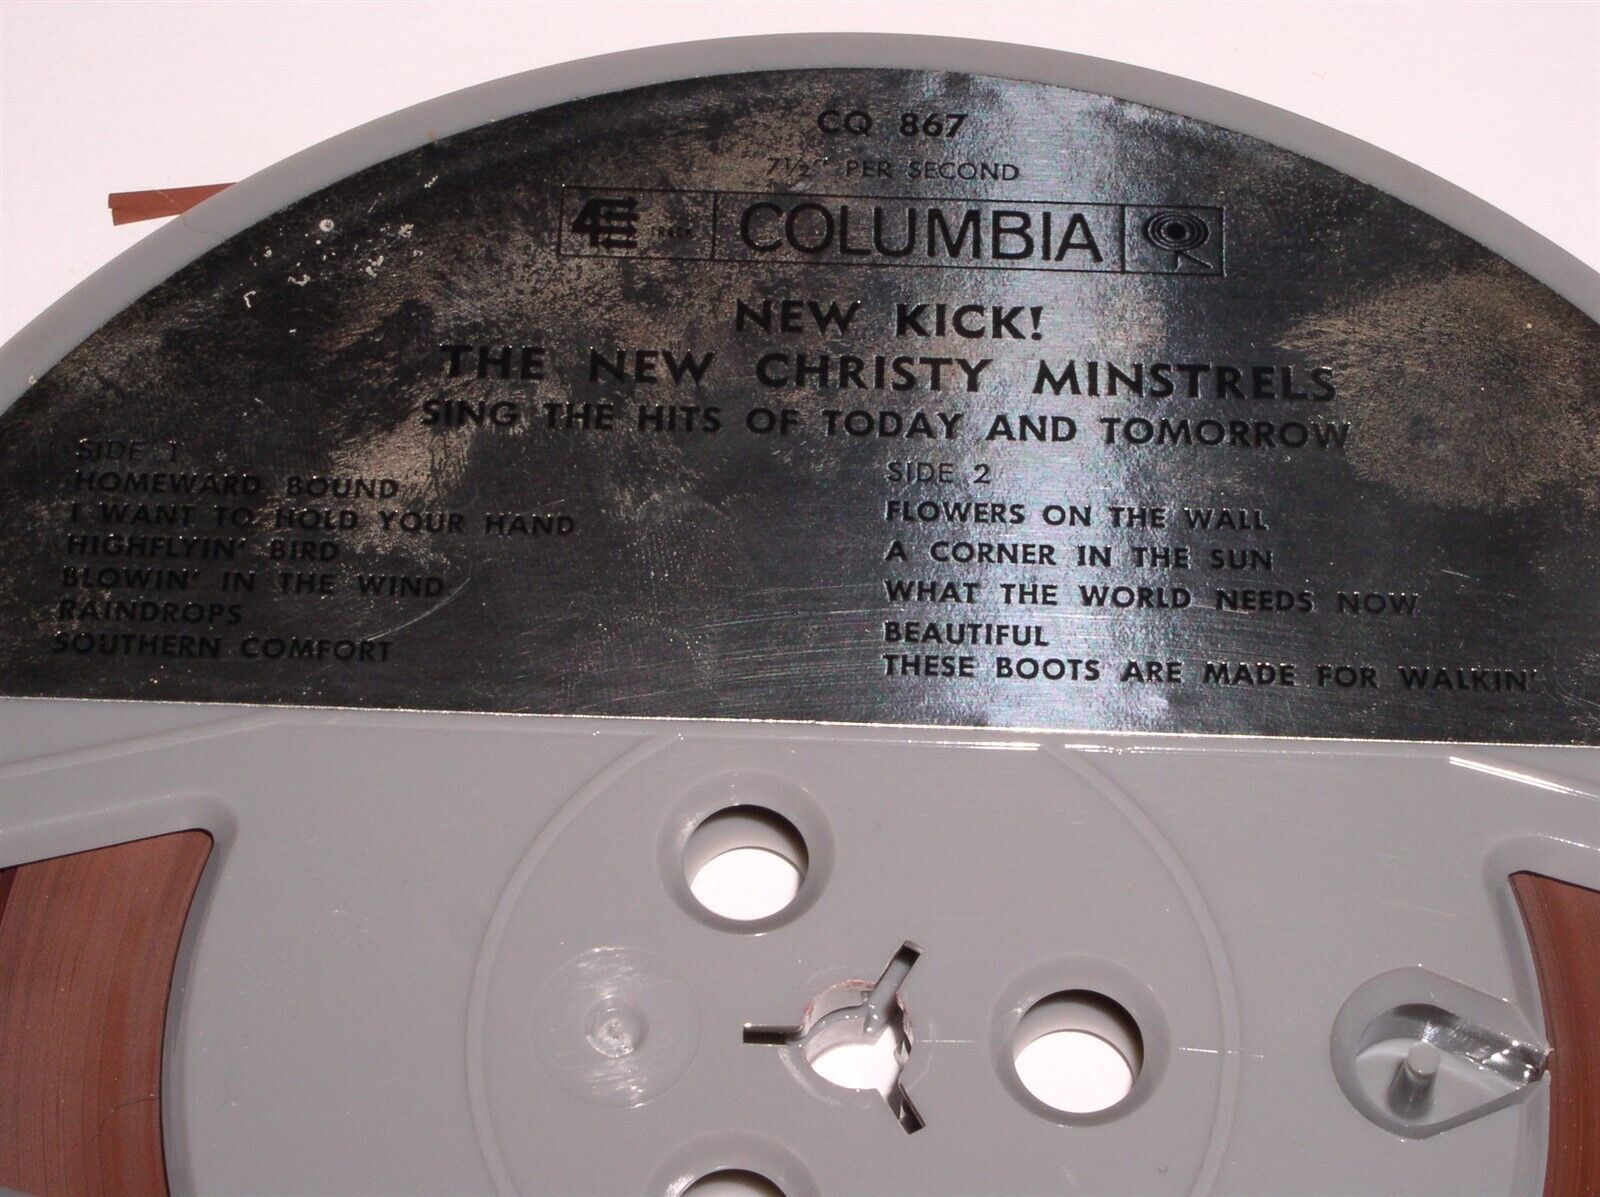 CQ 867
7½" PER SECOND
4 TRACK COLUMBIA
NEW KICK!
THE NEW CHRISTY MINSTRELS
SING THE HITS OF TODAY AND TOMORROW
SIDE 1
HOMEWARD BOUND
I WANT TO HOLD YOUR HAND
HIGHFLYIN' BIRD
BLOWIN' IN THE WIND
RAINDROPS
SOUTHERN COMFORT
SIDE 2
FLOWERS ON THE WALL
A CORNER IN THE SUN
WHAT THE WORLD NEEDS NOW
BEAUTIFUL
THESE BOOTS ARE MADE FOR WALKIN'